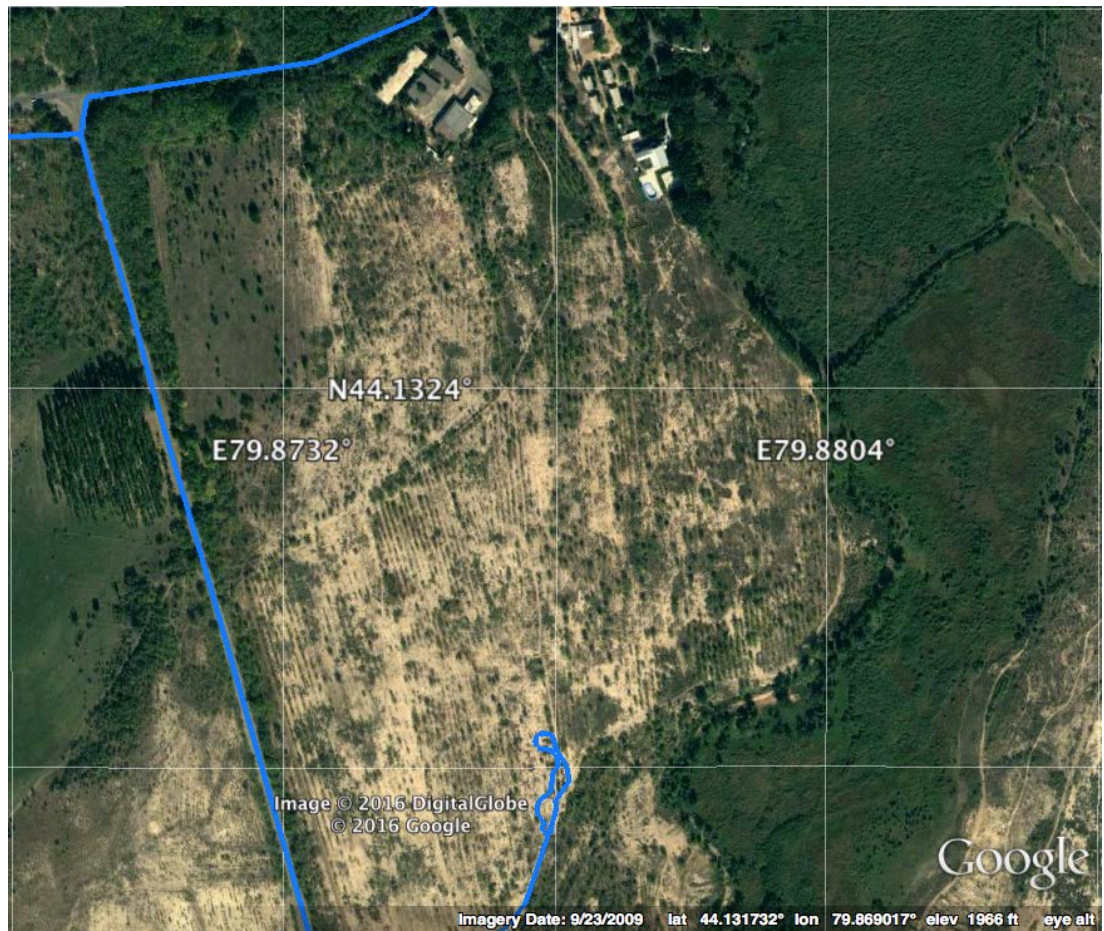 N44.1324°
E79.8732°
E79.8804°
Image © 2016 DigitalGlobe
© 2016 Google
Google
Imagery Date: 9/23/2009 lat 44.131732° lon 79.869017° elev 1966 ft eye alt